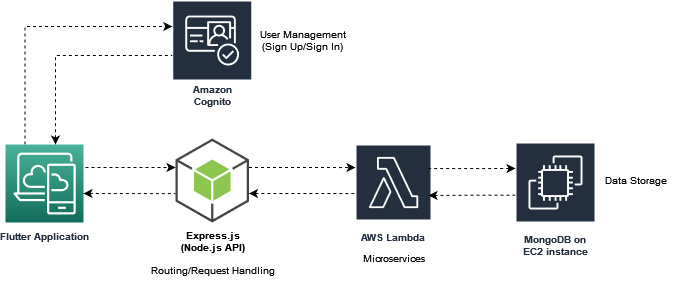 User Management
(Sign Up/Sign In)
Amazon
Cognito
Flutter Application
Express.js
(Node.js API)
Routing/Request Handling
AWS Lambda
Microservices
MongoDB on
EC2 instance
Data Storage